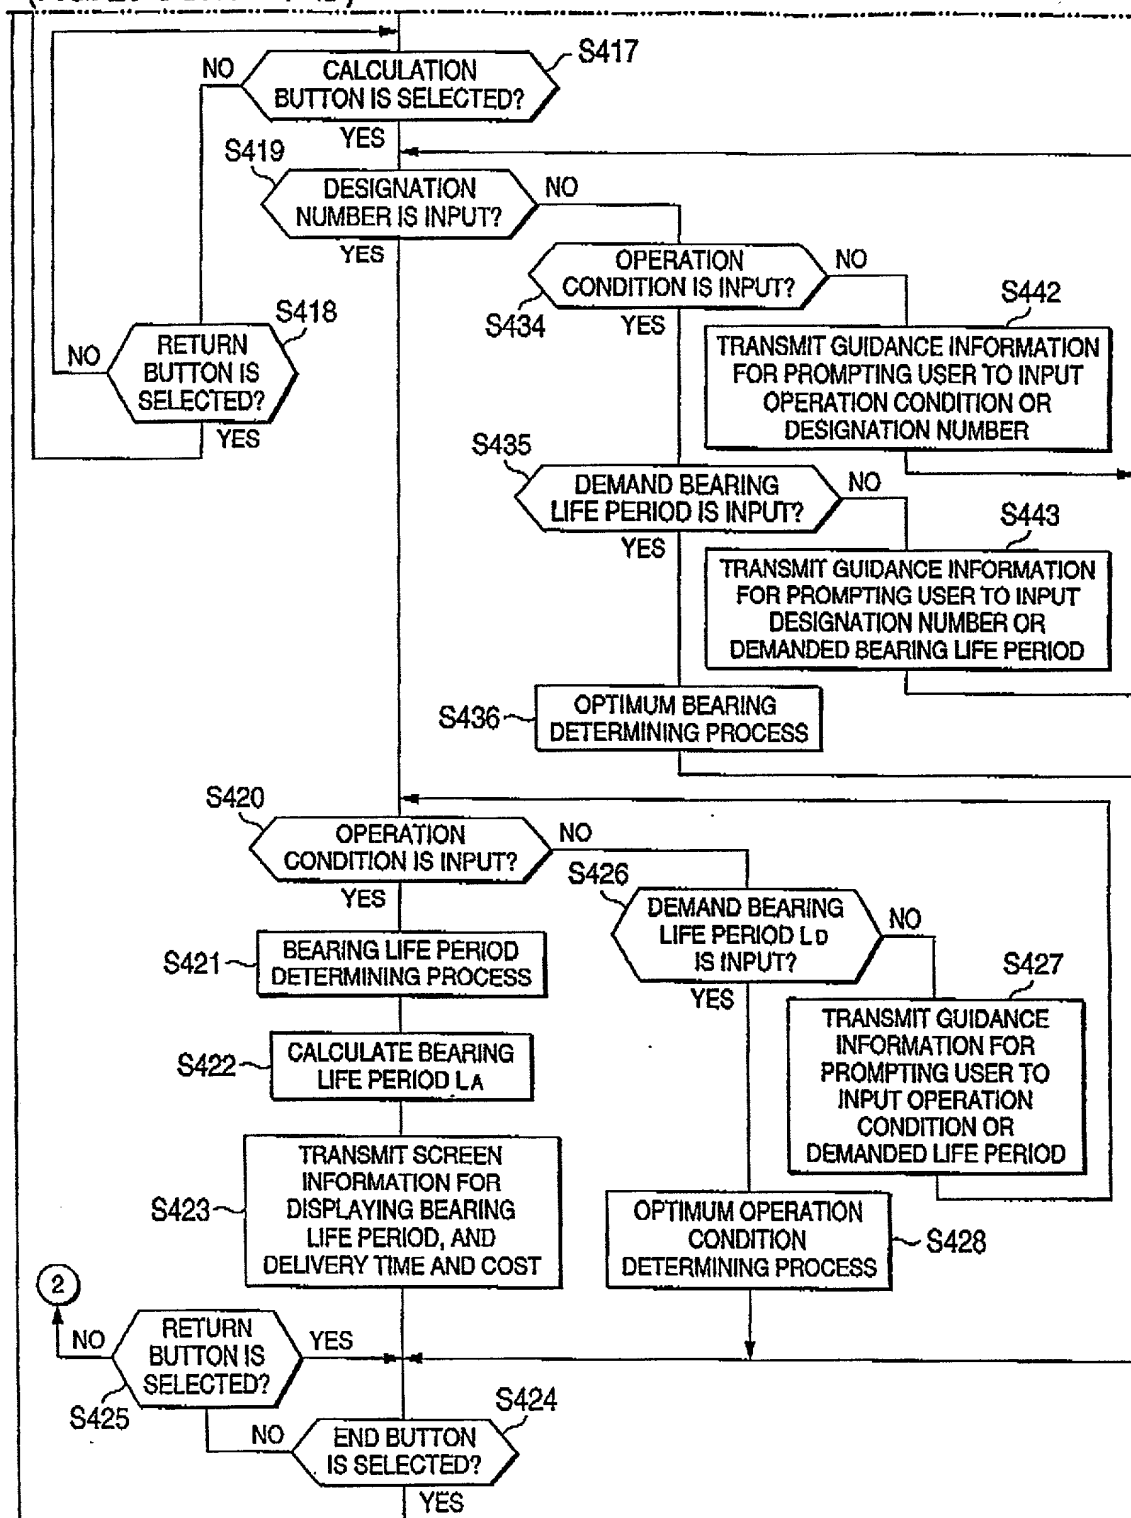 S417
NO
CALCULATION
BUTTON IS SELECTED?
YES
S419
DESIGNATION
NUMBER IS INPUT?
NO
YES
OPERATION
CONDITION IS INPUT?
NO
S434
YES
S442
TRANSMIT GUIDANCE INFORMATION
FOR PROMPTING USER TO INPUT
OPERATION CONDITION OR
DESIGNATION NUMBER
S418
NO
RETURN
BUTTON IS
SELECTED?
YES
S435
DEMAND BEARING
LIFE PERIOD IS INPUT?
NO
YES
S443
TRANSMIT GUIDANCE INFORMATION
FOR PROMPTING USER TO INPUT
DESIGNATION NUMBER OR
DEMANDED BEARING LIFE PERIOD
S436
OPTIMUM BEARING
DETERMINING PROCESS
S420
OPERATION
CONDITION IS INPUT?
NO
YES
S426
DEMAND BEARING
LIFE PERIOD LD
IS INPUT?
NO
YES
S421
BEARING LIFE PERIOD
DETERMINING PROCESS
S427
TRANSMIT GUIDANCE
INFORMATION FOR
PROMPTING USER TO
INPUT OPERATION
CONDITION OR
DEMANDED LIFE PERIOD
S422
CALCULATE BEARING
LIFE PERIOD LA
S423
TRANSMIT SCREEN
INFORMATION FOR
DISPLAYING BEARING
LIFE PERIOD, AND
DELIVERY TIME AND COST
OPTIMUM OPERATION
CONDITION
DETERMINING PROCESS
S428
2
NO
RETURN
BUTTON IS
SELECTED?
YES
S425
S424
NO
END BUTTON
IS SELECTED?
YES